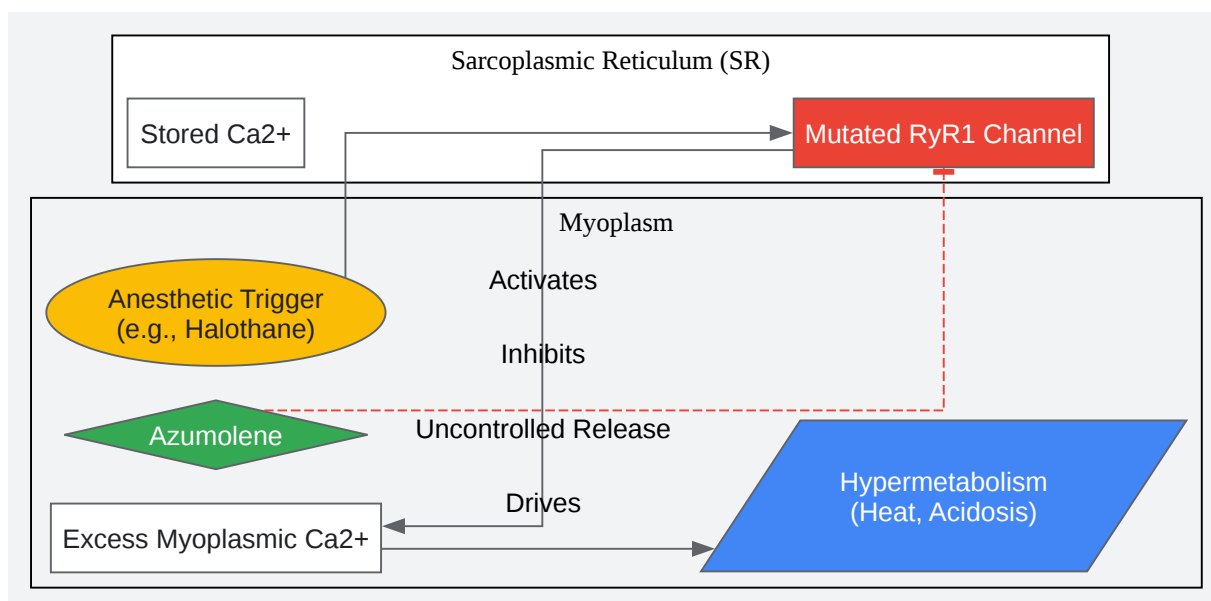 Sarcoplasmic Reticulum (SR)
Stored Ca2+
Mutated RyR1 Channel
Myoplasm
Activates
Anesthetic Trigger
(e.g., Halothane)
Inhibits
Azumolene
Uncontrolled Release
Hypermetabolism
(Heat, Acidosis)
Drives
Excess Myoplasmic Ca2+